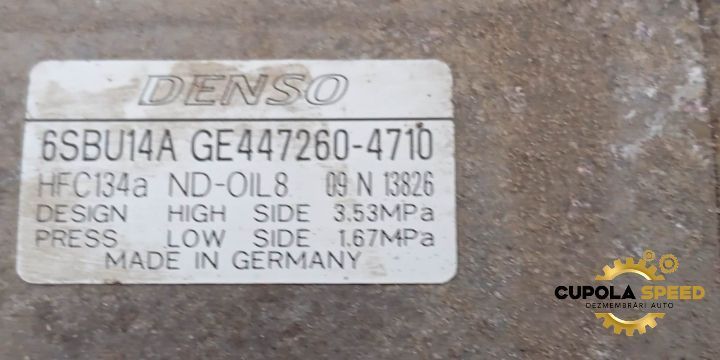 DENSO
6SBU14A GE447260-4710
HFC134a ND-OIL8 09 N 13826
DESIGN HIGH SIDE 3.53MPa
PRESS LOW SIDE 1.67MPa
MADE IN GERMANY
CUPOLA SPEED
DEZMEMBRĂRI AUTO